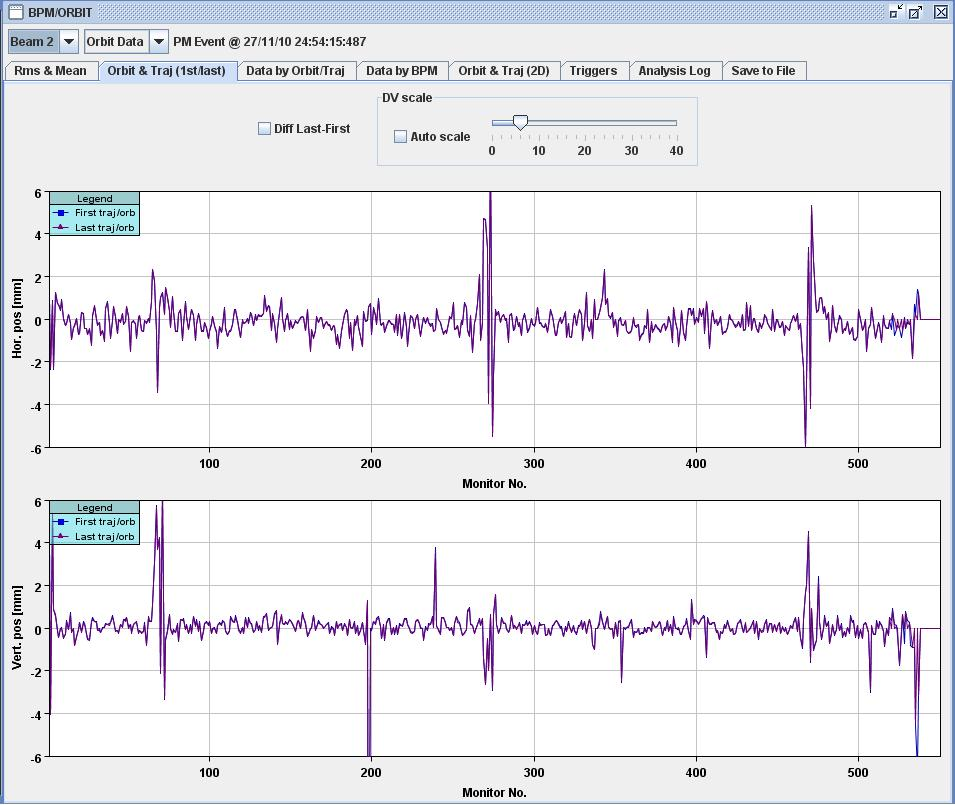 BPM/ORBIT
Beam 2 Orbit Data PM Event @ 27/11/10 24:54:15:487
Rms & Mean Orbit & Traj (1st/last) Data by Orbit/Traj Data by BPM Orbit & Traj (2D) Triggers Analysis Log Save to File
DV scale
Diff Last-First
Auto scale
0 10 20 30 40
Legend
First traj/orb
Last traj/orb
6
4
2
0
-2
-4
-6
Hor. pos [mm]
100 200 300 400 500
Monitor No.
Legend
First traj/orb
Last traj/orb
6
4
2
0
-2
-4
-6
Vert. pos [mm]
100 200 300 400 500
Monitor No.